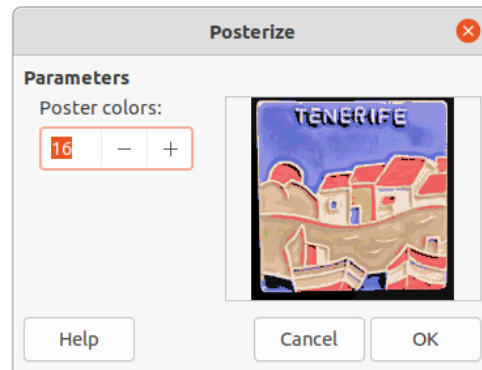 Posterize
Parameters
Poster colors:
16
TENERIFE
Help
Cancel
OK